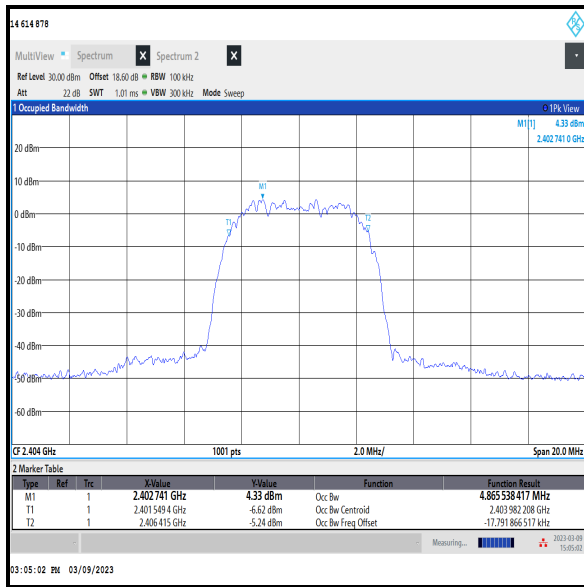 14 614 878
MultiView Spectrum X Spectrum 2 X
Ref Level 30.00 dBm Offset 18.60 dB RBW 100 kHz
Att 22 dB SWT 1.01 ms VBW 300 kHz Mode Sweep
1 Occupied Bandwidth 1Pk View
M1[1] 4.33 dBm
2.402 741 0 GHz
20 dBm
10 dBm
M1
0 dBm
T1
T2
-10 dBm
-20 dBm
-30 dBm
-40 dBm
-50 dBm
-60 dBm
CF 2.404 GHz 1001 pts 2.0 MHz/ Span 20.0 MHz
2 Marker Table
Type Ref Trc X-Value Y-Value Function Function Result
M1 1 2.402741 GHz 4.33 dBm Occ Bw 4.865 538 417 MHz
T1 1 2.401 549 4 GHz -6.62 dBm Occ Bw Centroid 2.403 982 208 GHz
T2 1 2.406 415 GHz -5.24 dBm Occ Bw Freq Offset -17.791 866 517 kHz
Measuring... 2023-03-09
15:05:02
03:05:02 PM 03/09/2023